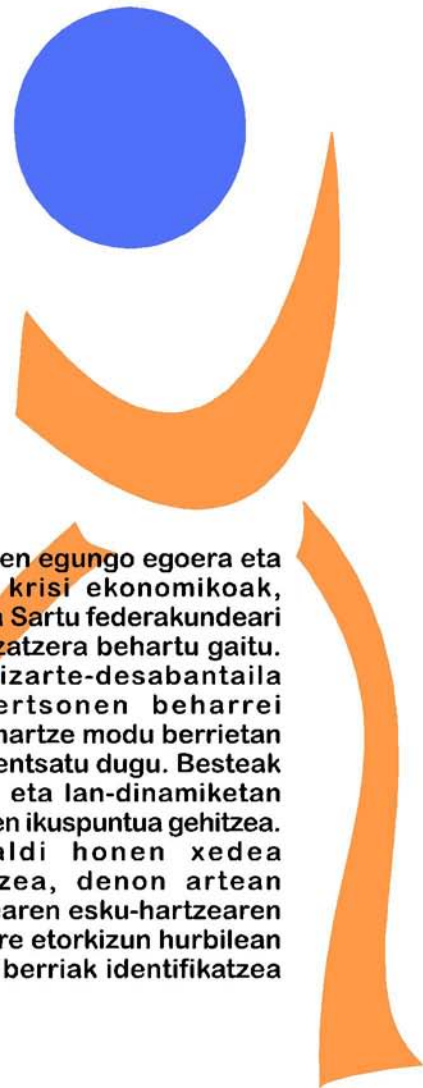 en egungo egoera eta
krisi ekonomikoak,
a Sartu federakundeari
zatzera behartu gaitu.
izarte-desabantaila
ertsonen beharrei
hartze modu berrietan
entsatu dugu. Besteak
eta lan-dinamiketan
en ikuspuntua gehitzea.
aldi honen xedea
zea, denon artean
earen esku-hartzearen
re etorkizun hurbilean
berriak identifikatzea